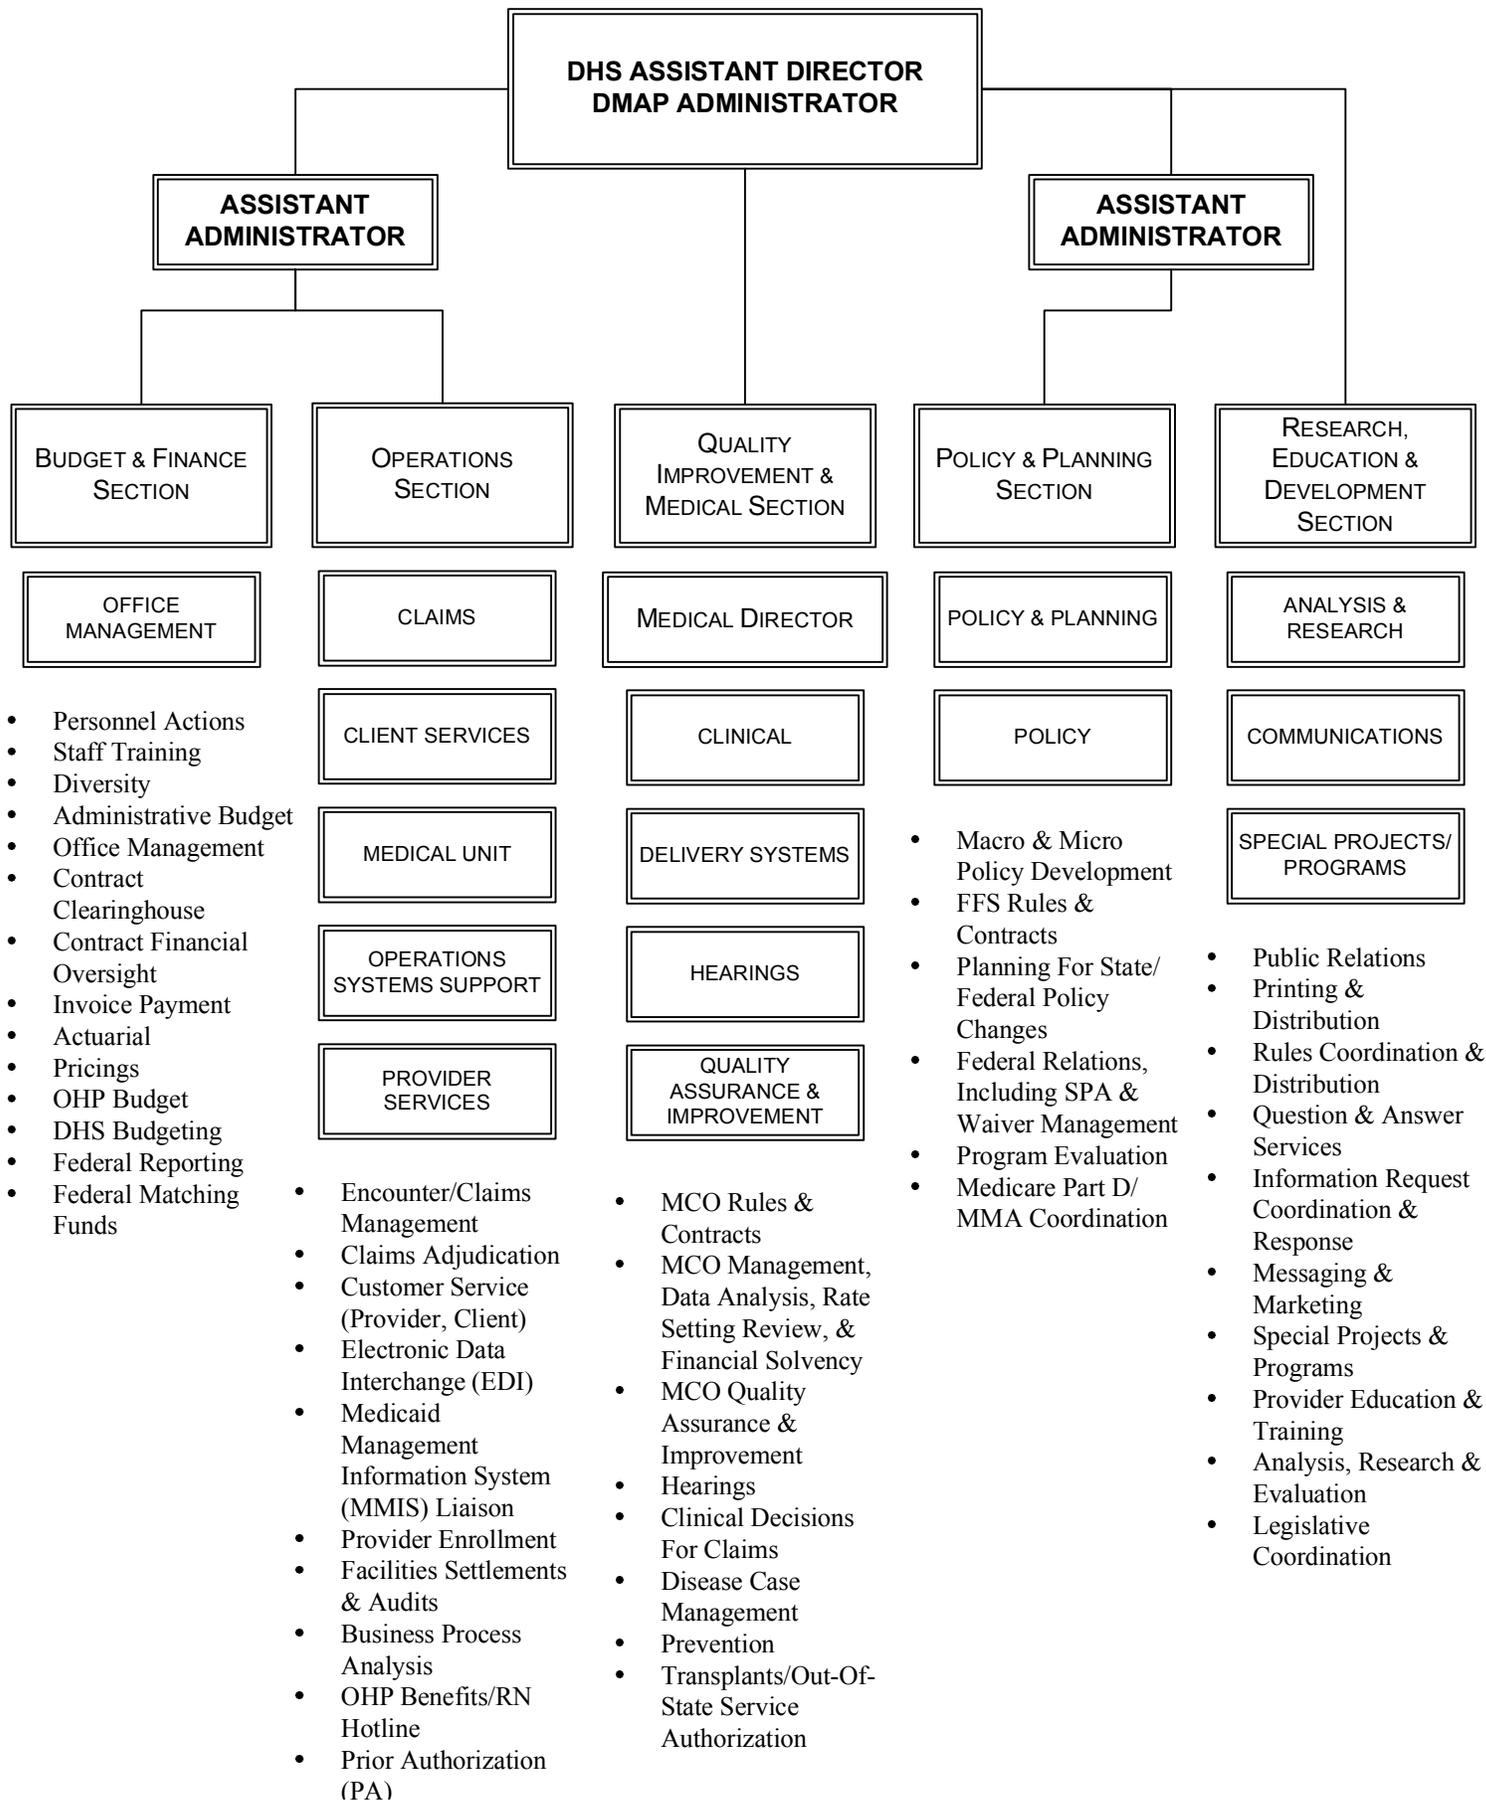 DHS ASSISTANT DIRECTOR
DMAP ADMINISTRATOR
ASSISTANT
ADMINISTRATOR
ASSISTANT
ADMINISTRATOR
BUDGET & FINANCE
SECTION
OFFICE
MANAGEMENT
• Personnel Actions
• Staff Training
• Diversity
• Administrative Budget
• Office Management
• Contract
Clearinghouse
• Contract Financial
Oversight
• Invoice Payment
• Actuarial
• Pricings
• OHP Budget
• DHS Budgeting
• Federal Reporting
• Federal Matching
Funds
OPERATIONS
SECTION
CLAIMS
CLIENT SERVICES
MEDICAL UNIT
OPERATIONS
SYSTEMS SUPPORT
PROVIDER
SERVICES
• Encounter/Claims
Management
• Claims Adjudication
• Customer Service
(Provider, Client)
• Electronic Data
Interchange (EDI)
• Medicaid
Management
Information System
(MMIS) Liaison
• Provider Enrollment
• Facilities Settlements
& Audits
• Business Process
Analysis
• OHP Benefits/RN
Hotline
• Prior Authorization
(PA)
QUALITY
IMPROVEMENT &
MEDICAL SECTION
MEDICAL DIRECTOR
CLINICAL
DELIVERY SYSTEMS
HEARINGS
QUALITY
ASSURANCE &
IMPROVEMENT
• MCO Rules &
Contracts
• MCO Management,
Data Analysis, Rate
Setting Review, &
Financial Solvency
• MCO Quality
Assurance &
Improvement
• Hearings
• Clinical Decisions
For Claims
• Disease Case
Management
• Prevention
• Transplants/Out-Of-
State Service
Authorization
POLICY & PLANNING
SECTION
POLICY & PLANNING
POLICY
• Macro & Micro
Policy Development
• FFS Rules &
Contracts
• Planning For State/
Federal Policy
Changes
• Federal Relations,
Including SPA &
Waiver Management
• Program Evaluation
• Medicare Part D/
MMA Coordination
RESEARCH,
EDUCATION &
DEVELOPMENT
SECTION
ANALYSIS &
RESEARCH
COMMUNICATIONS
SPECIAL PROJECTS/
PROGRAMS
• Public Relations
• Printing &
Distribution
• Rules Coordination &
Distribution
• Question & Answer
Services
• Information Request
Coordination &
Response
• Messaging &
Marketing
• Special Projects &
Programs
• Provider Education &
Training
• Analysis, Research &
Evaluation
• Legislative
Coordination